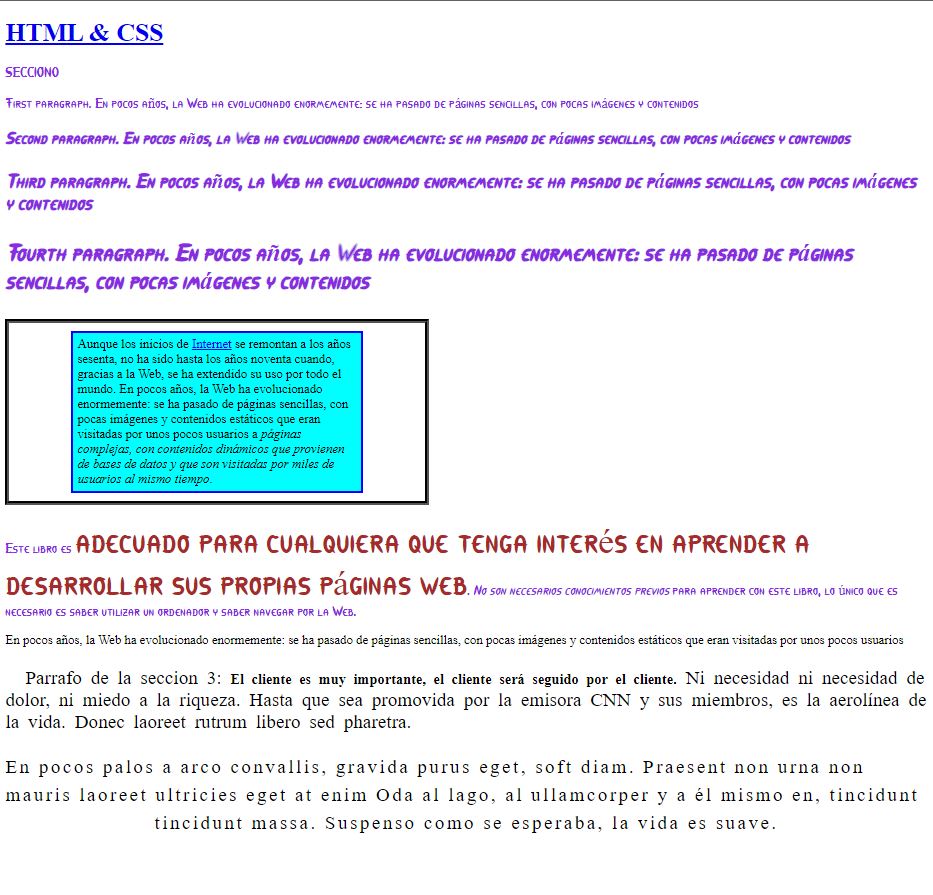 HTML & CSS
SECCION0
First paragraph. En pocos años, la Web ha evolucionado enormemente: se ha pasado de páginas sencillas, con pocas imágenes y contenidos
Second paragraph. En pocos años, la Web ha evolucionado enormemente: se ha pasado de páginas sencillas, con pocas imágenes y contenidos
Third paragraph. En pocos años, la Web ha evolucionado enormemente: se ha pasado de páginas sencillas, con pocas imágenes
y contenidos
Fourth paragraph. En pocos años, la Web ha evolucionado enormemente: se ha pasado de páginas
sencillas, con pocas imágenes y contenidos
Aunque los inicios de Internet se remontan a los años
sesenta, no ha sido hasta los años noventa cuando,
gracias a la Web, se ha extendido su uso por todo el
mundo. En pocos años, la Web ha evolucionado
enormemente: se ha pasado de páginas sencillas, con
pocas imágenes y contenidos estáticos que eran
visitadas por unos pocos usuarios a páginas
complejas, con contenidos dinámicos que provienen
de bases de datos y que son visitadas por miles de
usuarios al mismo tiempo.
Este libro es adecuado para cualquiera que tenga interés en aprender a
desarrollar sus propias páginas web. No son necesarios conocimientos previos para aprender con este libro, lo único que es
necesario es saber utilizar un ordenador y saber navegar por la Web.
En pocos años, la Web ha evolucionado enormemente: se ha pasado de páginas sencillas, con pocas imágenes y contenidos estáticos que eran visitadas por unos pocos usuarios
Parrafo de la seccion 3: El cliente es muy importante, el cliente será seguido por el cliente. Ni necesidad ni necesidad de
dolor, ni miedo a la riqueza. Hasta que sea promovida por la emisora CNN y sus miembros, es la aerolínea de
la vida. Donec laoreet rutrum libero sed pharetra.
En pocos palos a arco convallis, gravida purus eget, soft diam. Praesent non urna non
mauris laoreet ultricies eget at enim Oda al lago, al ullamcorper y a él mismo en, tincidunt
tincidunt massa. Suspenso como se esperaba, la vida es suave.